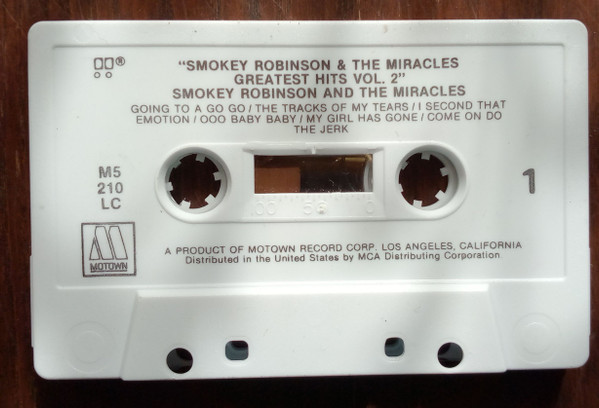 "SMOKEY ROBINSON & THE MIRACLES
GREATEST HITS VOL. 2"
SMOKEY ROBINSON AND THE MIRACLES
GOING TO A GO GO / THE TRACKS OF MY TEARS / I SECOND THAT
EMOTION / OOO BABY BABY / MY GIRL HAS GONE / COME ON DO
THE JERK
M5
210
LC
1
100 50 0
MOTOWN
A PRODUCT OF MOTOWN RECORD CORP. LOS ANGELES, CALIFORNIA
Distributed in the United States by MCA Distributing Corporation